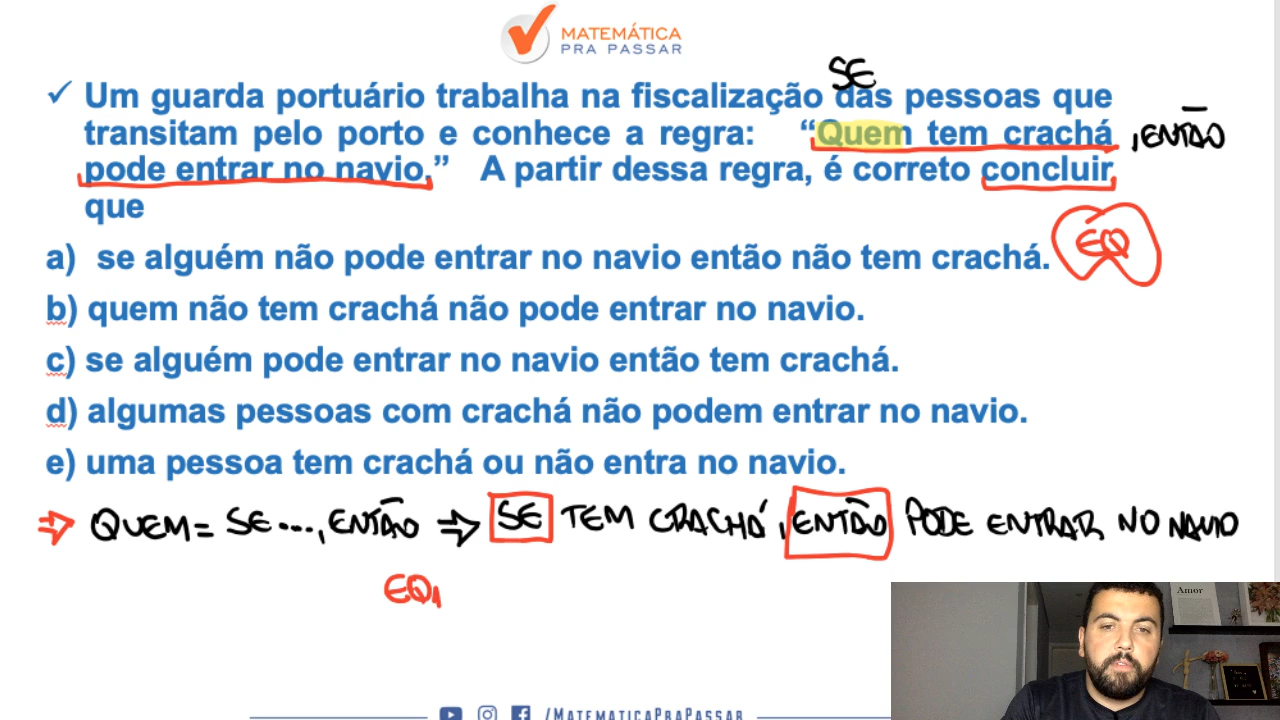 MATEMÁTICA
PRA PASSAR
SE
✓ Um guarda portuário trabalha na fiscalização das pessoas que
transitam pelo porto e conhece a regra: “Quem tem crachá , ENTÃO
pode entrar no navio.” A partir dessa regra, é correto concluir
que
EQ
a) se alguém não pode entrar no navio então não tem crachá.
b) quem não tem crachá não pode entrar no navio.
c) se alguém pode entrar no navio então tem crachá.
d) algumas pessoas com crachá não podem entrar no navio.
e) uma pessoa tem crachá ou não entra no navio.
⇒ QUEM = SE ..., ENTÃO ⇒ SE TEM CRACHÁ, ENTÃO PODE ENTRAR NO NAVIO
EQ1
Amor
/MATEMATICAPRAPASSAR